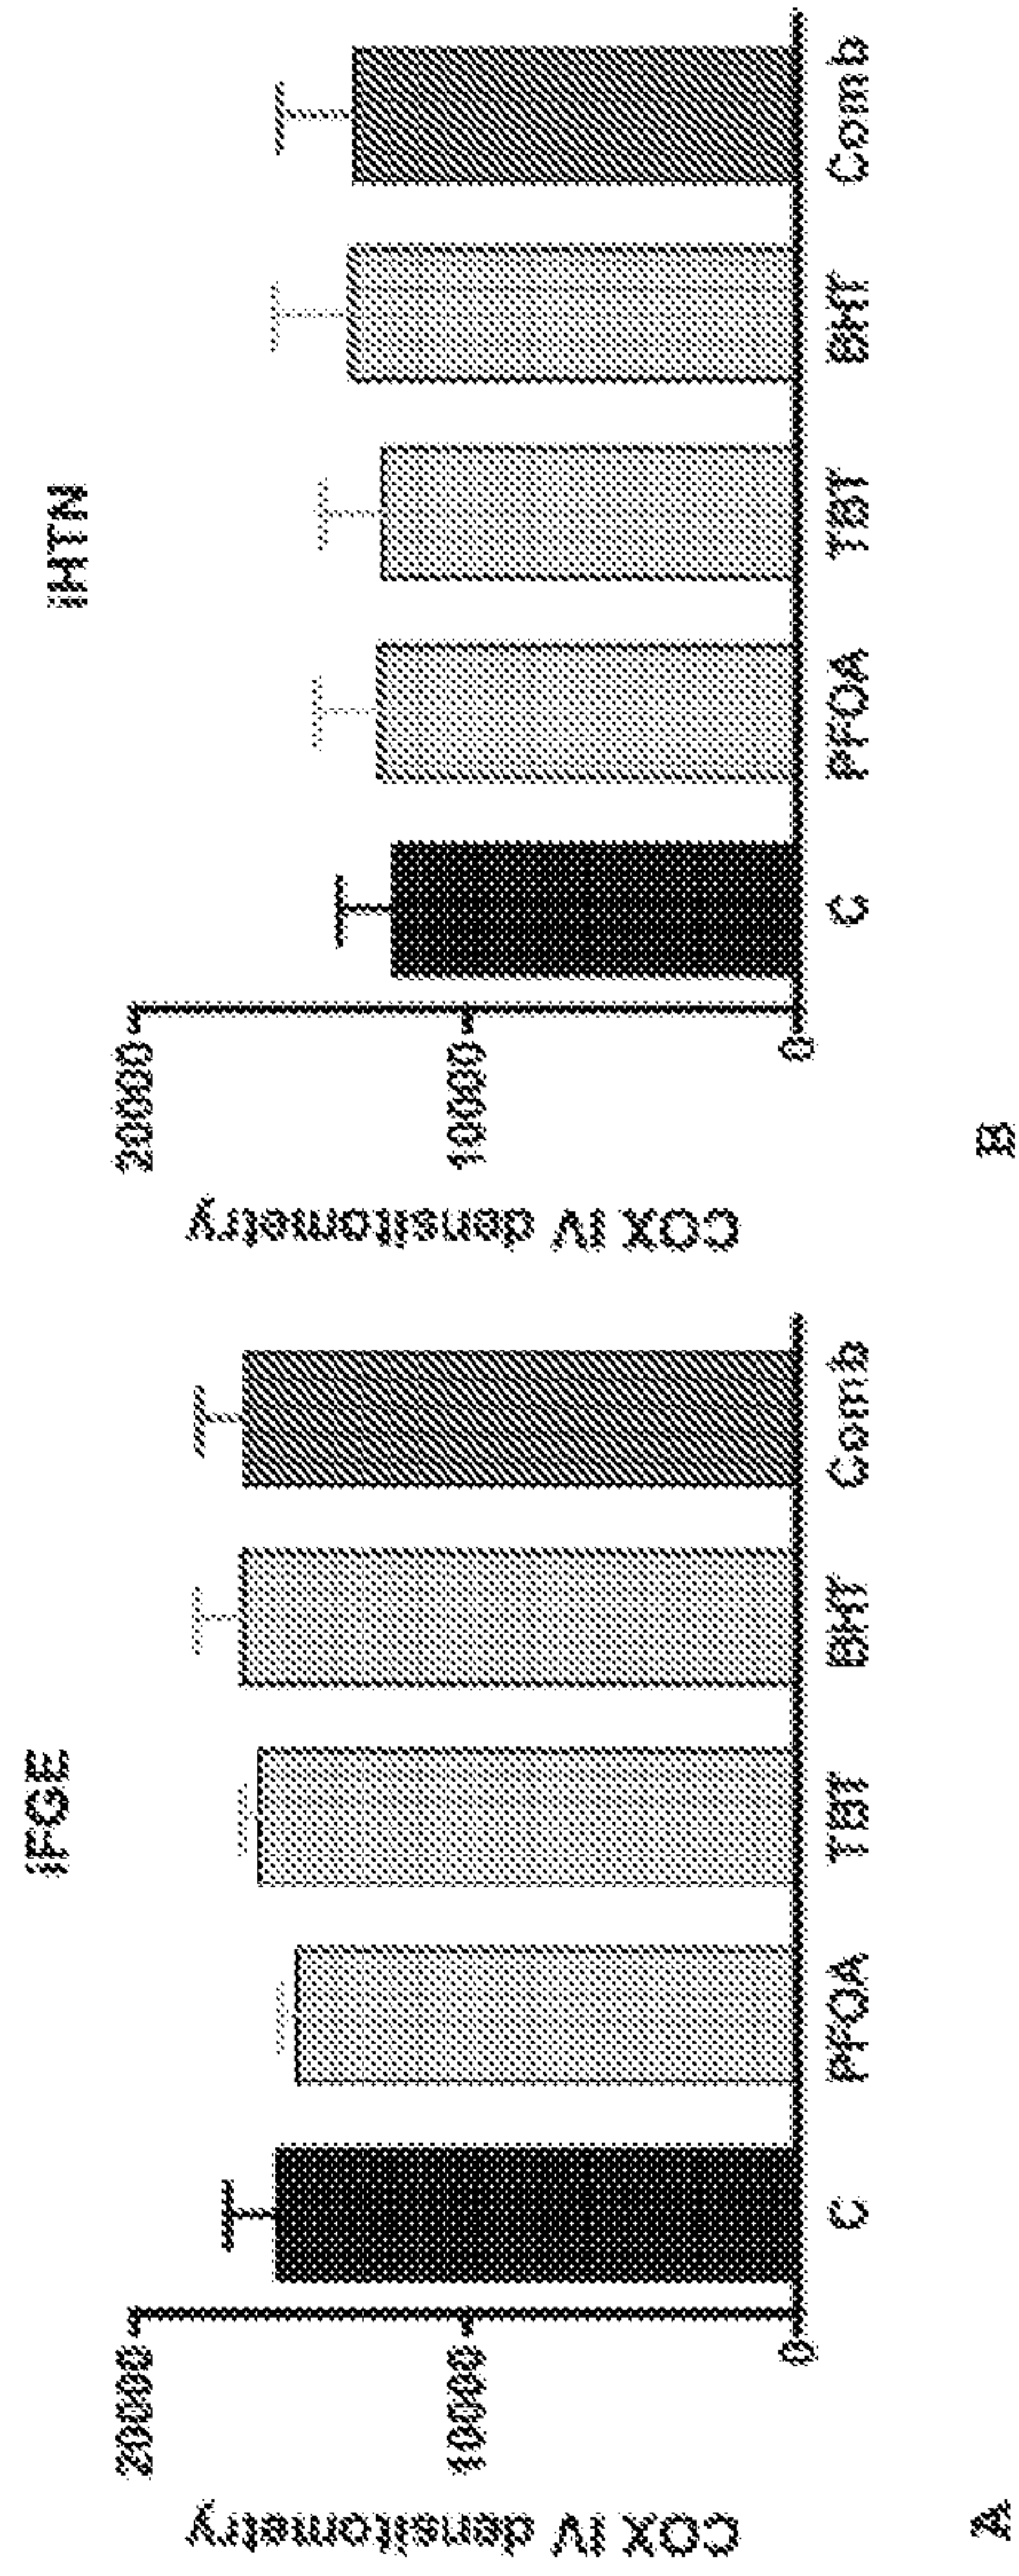 iFGE
COX IV densitometry
20000
10000
0
C
PFOA
TBT
BHT
Comb
A
iHTN
COX IV densitometry
20000
10000
0
C
PFOA
TBT
BHT
Comb
B